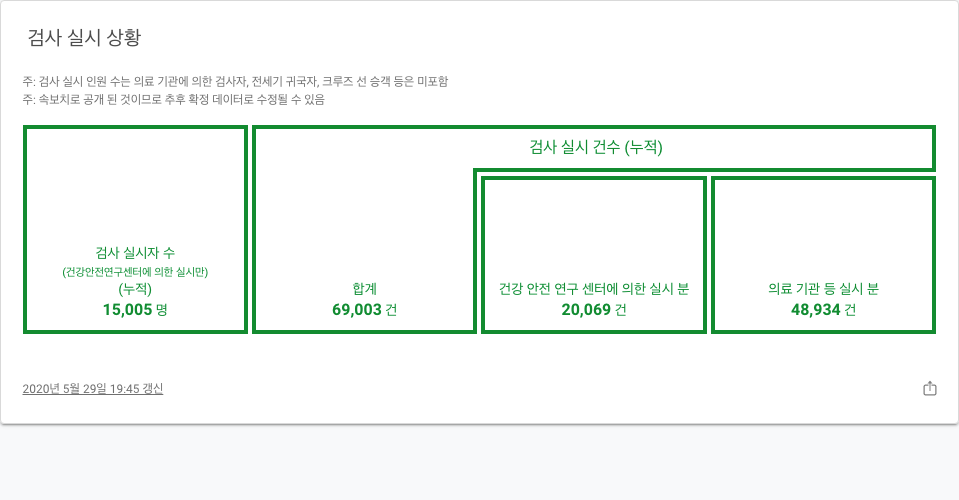 검사 실시 상황
주: 검사 실시 인원 수는 의료 기관에 의한 검사자, 전세기 귀국자, 크루즈 선 승객 등은 미포함
주: 속보치로 공개 된 것이므로 추후 확정 데이터로 수정될 수 있음
검사 실시 건수 (누적)
검사 실시자 수
(건강안전연구센터에 의한 실시만)
(누적)
15,005 명
합계
69,003 건
건강 안전 연구 센터에 의한 실시 분
20,069 건
의료 기관 등 실시 분
48,934 건
2020년 5월 29일 19:45 갱신